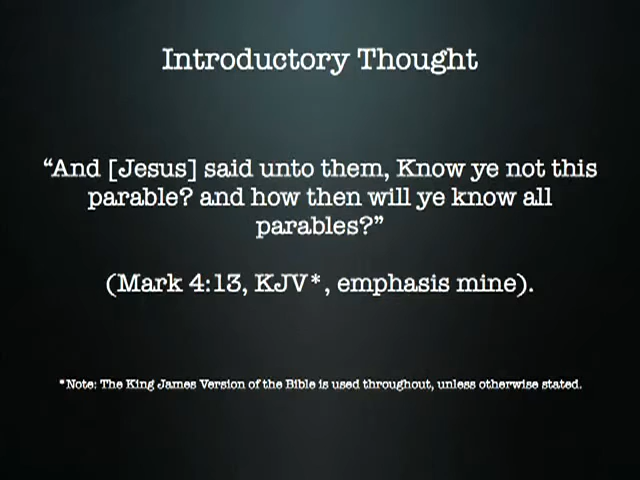 Introductory Thought
“And [Jesus] said unto them, Know ye not this
parable? and how then will ye know all
parables?”
(Mark 4:13, KJV*, emphasis mine).
*Note: The King James Version of the Bible is used throughout, unless otherwise stated.